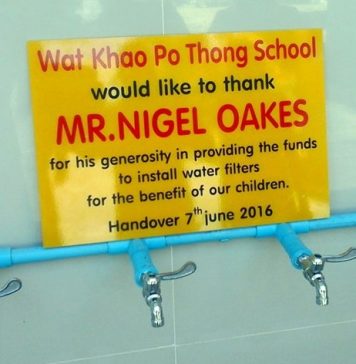 Wat Khao Po Thong School
would like to thank
MR.NIGEL OAKES
for his generosity in providing the funds
to install water filters
for the benefit of our children.
Handover 7th june 2016